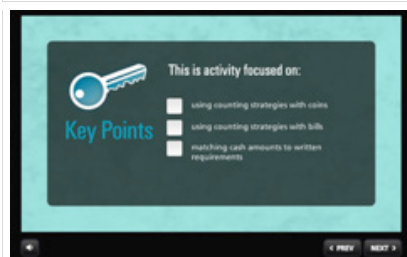 This is activity focused on:
using counting strategies with coins
using counting strategies with bills
matching cash amounts to written
requirements
Key Points
< PREV
NEXT >